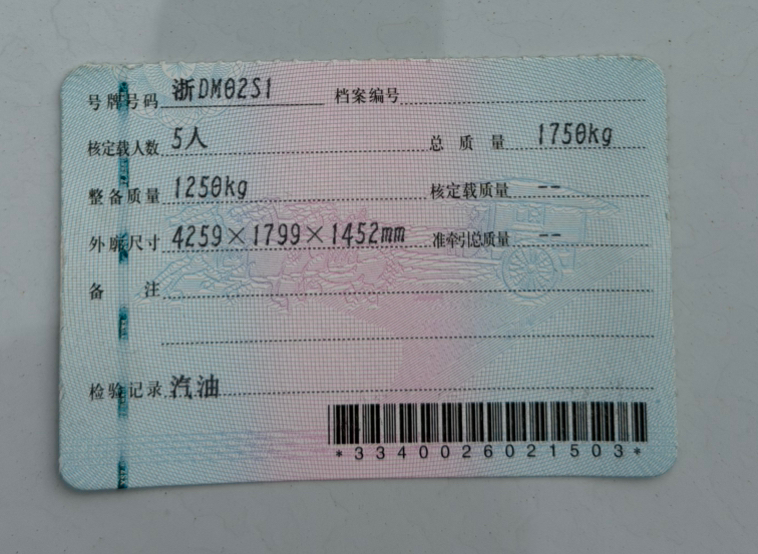 号牌号码 浙DM02S1 档案编号
核定载人数 5人 总质量 1750kg
整备质量 1250kg 核定载质量 --
外廓尺寸 4259×1799×1452mm 准牵引总质量 --
备注
检验记录 汽油
*3340026021503*